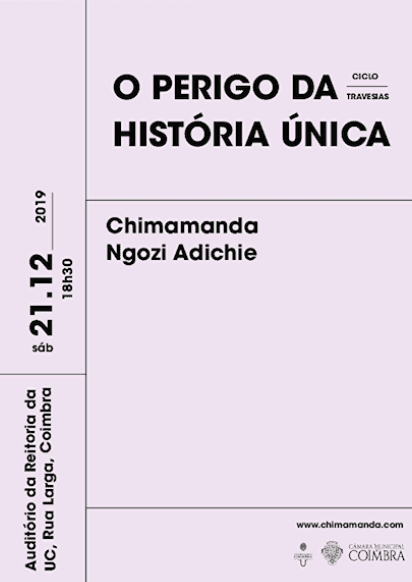 O PERIGO DA
HISTÓRIA ÚNICA
CICLO
TRAVESIAS
Chimamanda
Ngozi Adichie
sáb
21.12
2019
18h30
Auditório da Reitoria da
UC, Rua Larga, Coimbra
www.chimamanda.com
CÂMARA MUNICIPAL
COIMBRA